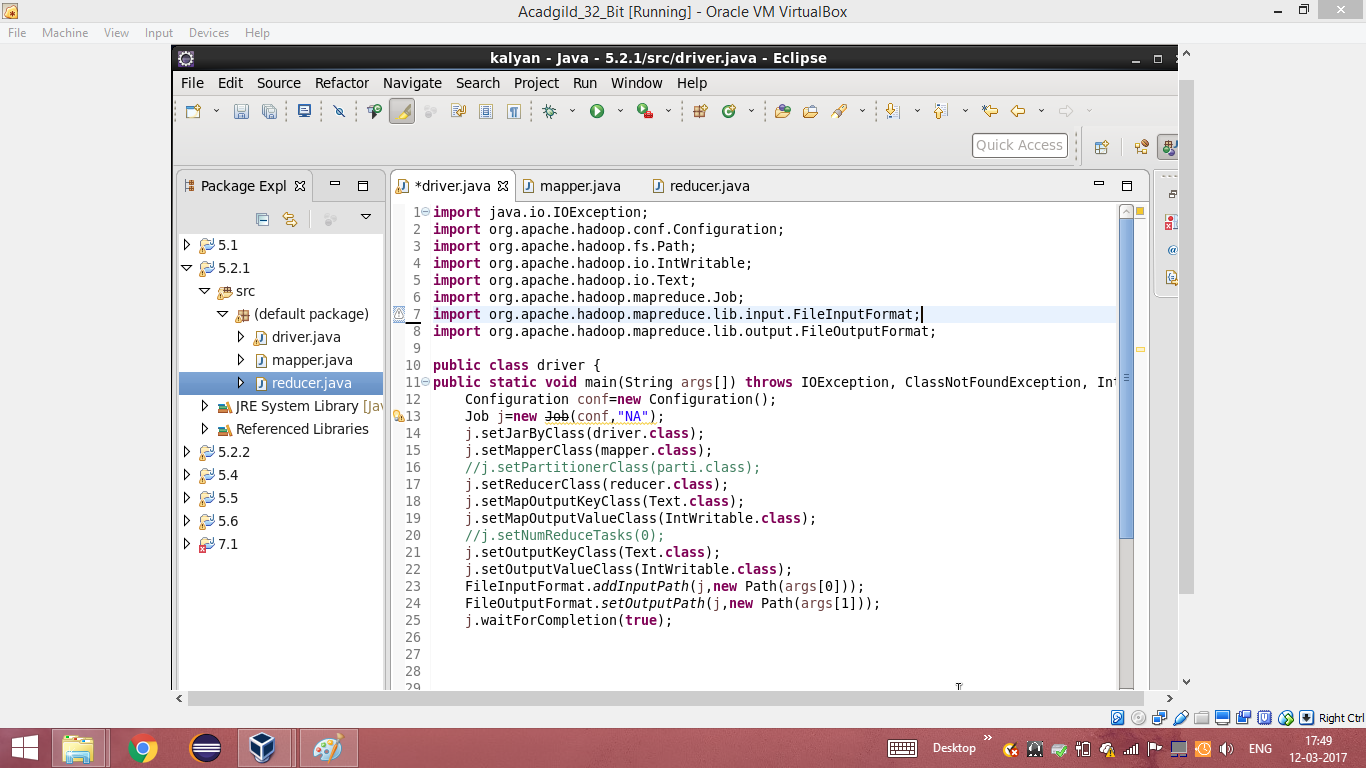 Acadgild_32_Bit [Running] - Oracle VM VirtualBox
File Machine View Input Devices Help
kalyan - Java - 5.2.1/src/driver.java - Eclipse
File Edit Source Refactor Navigate Search Project Run Window Help
Quick Access
Package Expl
5.1
5.2.1
src
(default package)
driver.java
mapper.java
reducer.java
JRE System Library [Jav
Referenced Libraries
5.2.2
5.4
5.5
5.6
7.1
*driver.java mapper.java reducer.java
1 import java.io.IOException;
2 import org.apache.hadoop.conf.Configuration;
3 import org.apache.hadoop.fs.Path;
4 import org.apache.hadoop.io.IntWritable;
5 import org.apache.hadoop.io.Text;
6 import org.apache.hadoop.mapreduce.Job;
7 import org.apache.hadoop.mapreduce.lib.input.FileInputFormat;
8 import org.apache.hadoop.mapreduce.lib.output.FileOutputFormat;
9
10 public class driver {
11 public static void main(String args[]) throws IOException, ClassNotFoundException, Int
12 Configuration conf=new Configuration();
13 Job j=new Job(conf,"NA");
14 j.setJarByClass(driver.class);
15 j.setMapperClass(mapper.class);
16 //j.setPartitionerClass(parti.class);
17 j.setReducerClass(reducer.class);
18 j.setMapOutputKeyClass(Text.class);
19 j.setMapOutputValueClass(IntWritable.class);
20 //j.setNumReduceTasks(0);
21 j.setOutputKeyClass(Text.class);
22 j.setOutputValueClass(IntWritable.class);
23 FileInputFormat.addInputPath(j,new Path(args[0]));
24 FileOutputFormat.setOutputPath(j,new Path(args[1]));
25 j.waitForCompletion(true);
26
27
28
29
Right Ctrl
Desktop
ENG
17:49
12-03-2017